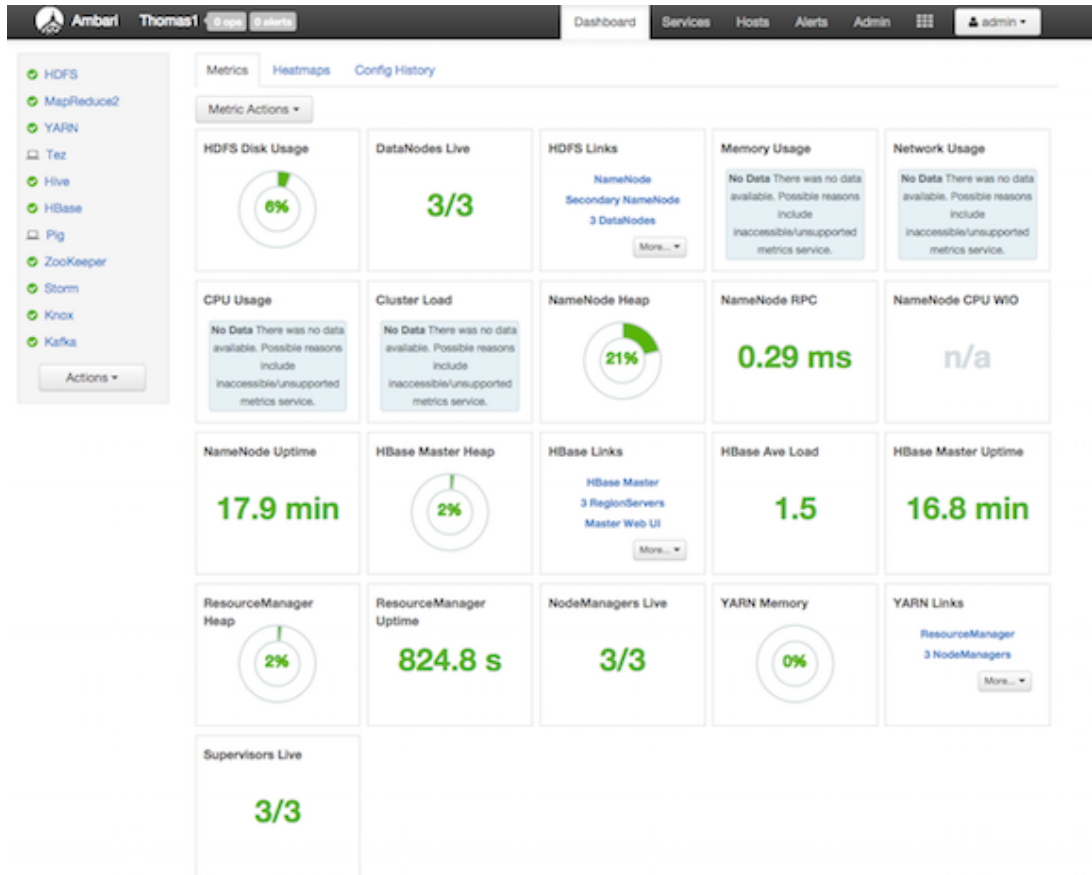 Ambari Thomas1 0 ops 0 alerts Dashboard Services Hosts Alerts Admin admin
HDFS
MapReduce2
YARN
Tez
Hive
HBase
Pig
ZooKeeper
Storm
Knox
Kafka
Actions
Metrics Heatmaps Config History
Metric Actions
HDFS Disk Usage
6%
DataNodes Live
3/3
HDFS Links
NameNode
Secondary NameNode
3 DataNodes
More...
Memory Usage
No Data There was no data
available. Possible reasons
include
inaccessible/unsupported
metrics service.
Network Usage
No Data There was no data
available. Possible reasons
include
inaccessible/unsupported
metrics service.
CPU Usage
No Data There was no data
available. Possible reasons
include
inaccessible/unsupported
metrics service.
Cluster Load
No Data There was no data
available. Possible reasons
include
inaccessible/unsupported
metrics service.
NameNode Heap
21%
NameNode RPC
0.29 ms
NameNode CPU WIO
n/a
NameNode Uptime
17.9 min
HBase Master Heap
2%
HBase Links
HBase Master
3 RegionServers
Master Web UI
More...
HBase Ave Load
1.5
HBase Master Uptime
16.8 min
ResourceManager
Heap
2%
ResourceManager
Uptime
824.8 s
NodeManagers Live
3/3
YARN Memory
0%
YARN Links
ResourceManager
3 NodeManagers
More...
Supervisors Live
3/3